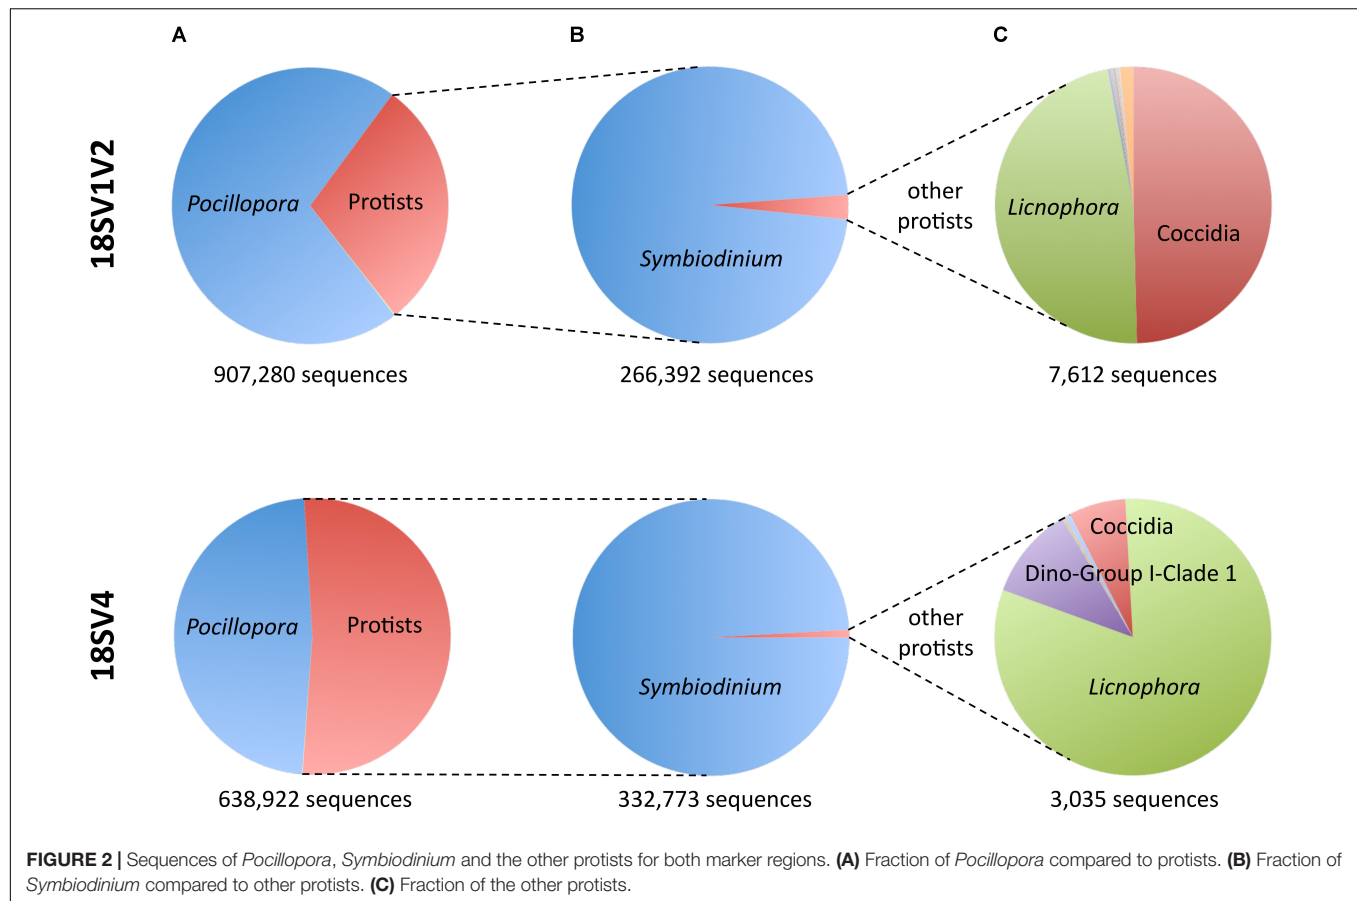 A
B
C
18SV1V2
Pocillopora
Protists
Symbiodinium
other
protists
Licnophora
Coccidia
907,280 sequences
266,392 sequences
7,612 sequences
18SV4
Pocillopora
Protists
Symbiodinium
other
protists
Coccidia
Dino-Group I-Clade 1
Licnophora
638,922 sequences
332,773 sequences
3,035 sequences
FIGURE 2 | Sequences of Pocillopora, Symbiodinium and the other protists for both marker regions. (A) Fraction of Pocillopora compared to protists. (B) Fraction of
Symbiodinium compared to other protists. (C) Fraction of the other protists.